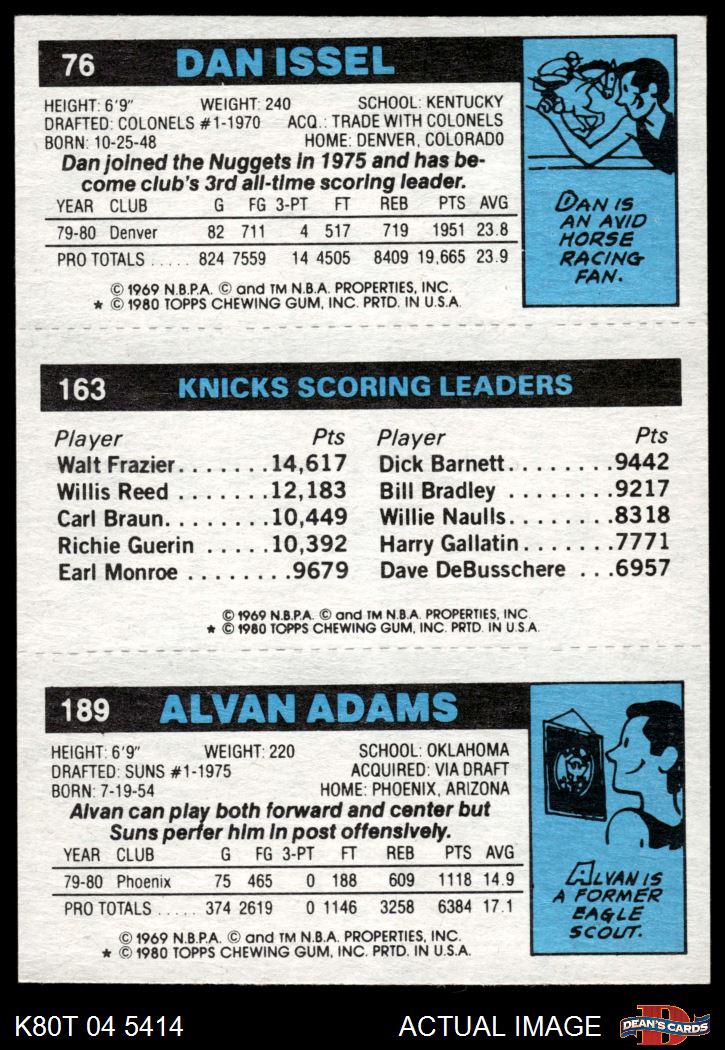 76 DAN ISSEL
HEIGHT: 6'9" WEIGHT: 240 SCHOOL: KENTUCKY
DRAFTED: COLONELS #1-1970 ACQ.: TRADE WITH COLONELS
BORN: 10-25-48 HOME: DENVER, COLORADO
Dan joined the Nuggets in 1975 and has be-
come club's 3rd all-time scoring leader.
YEAR CLUB G FG 3-PT FT REB PTS AVG
79-80 Denver 82 711 4 517 719 1951 23.8
PRO TOTALS ..... 824 7559 14 4505 8409 19,665 23.9
© 1969 N.B.P.A. © and TM N.B.A. PROPERTIES, INC.
* © 1980 TOPPS CHEWING GUM, INC. PRTD. IN U.S.A.
DAN IS
AN AVID
HORSE
RACING
FAN.
163 KNICKS SCORING LEADERS
Player Pts Player Pts
Walt Frazier.......14,617 Dick Barnett........9442
Willis Reed .......12,183 Bill Bradley ........9217
Carl Braun........10,449 Willie Naulls........8318
Richie Guerin .....10,392 Harry Gallatin.......7771
Earl Monroe ........9679 Dave DeBusschere ...6957
© 1969 N.B.P.A. © and TM N.B.A. PROPERTIES, INC.
* © 1980 TOPPS CHEWING GUM, INC. PRTD. IN U.S.A.
189 ALVAN ADAMS
HEIGHT: 6'9" WEIGHT: 220 SCHOOL: OKLAHOMA
DRAFTED: SUNS #1-1975 ACQUIRED: VIA DRAFT
BORN: 7-19-54 HOME: PHOENIX, ARIZONA
Alvan can play both forward and center but
Suns perfer him in post offensively.
YEAR CLUB G FG 3-PT FT REB PTS AVG
79-80 Phoenix 75 465 0 188 609 1118 14.9
PRO TOTALS ..... 374 2619 0 1146 3258 6384 17.1
© 1969 N.B.P.A. © and TM N.B.A. PROPERTIES, INC.
* © 1980 TOPPS CHEWING GUM, INC. PRTD. IN U.S.A.
ALVAN IS
A FORMER
EAGLE
SCOUT.
K80T 04 5414 ACTUAL IMAGE D DEAN'S CARDS